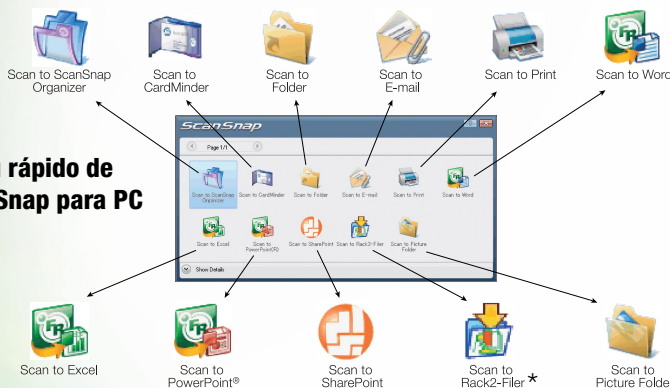 Scan to ScanSnap
Organizer
Scan to
CardMinder
Scan to
Folder
Scan to
E-mail
Scan to Print
Scan to Word
rápido de
Snap para PC
ScanSnap
Page 1/1
Scan to ScanSnap
Organizer
Scan to CardMinder
Scan to Folder
Scan to E-mail
Scan to Print
Scan to Word
Scan to Excel
Scan to
PowerPoint(R)
Scan to SharePoint
Scan to Rack2-Filer
Scan to Picture
Folder
Show Details
Scan to Excel
Scan to
PowerPoint®
Scan to
SharePoint
Scan to
Rack2-Filer *
Scan to
Picture Folde